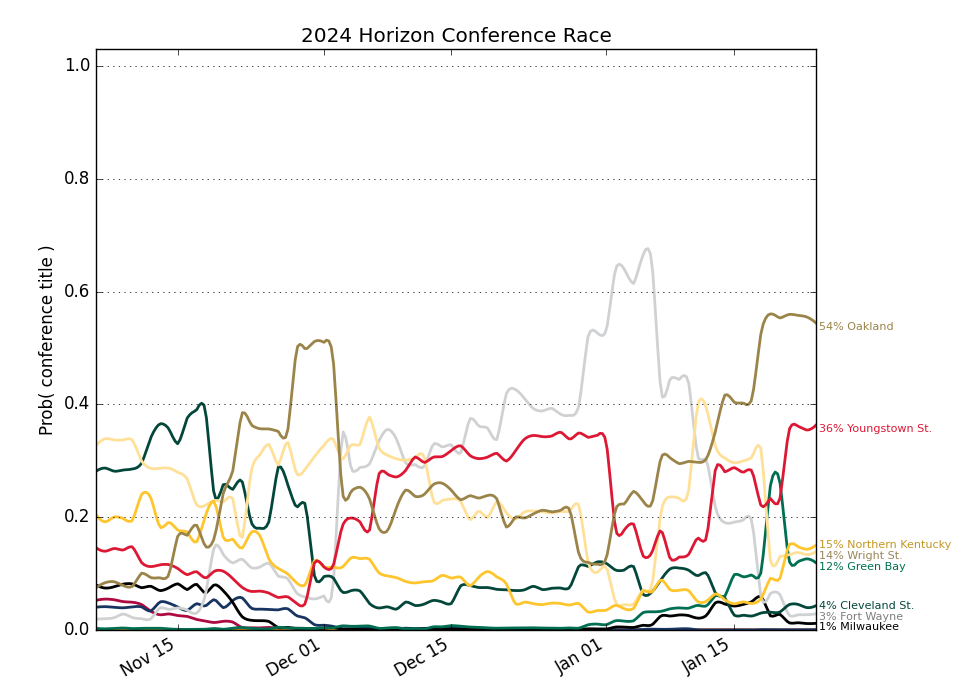 2024 Horizon Conference Race
Prob( conference title )
1.0
0.8
0.6
0.4
0.2
0.0
Nov 15
Dec 01
Dec 15
Jan 01
Jan 15
54% Oakland
36% Youngstown St.
15% Northern Kentucky
14% Wright St.
12% Green Bay
4% Cleveland St.
3% Fort Wayne
1% Milwaukee